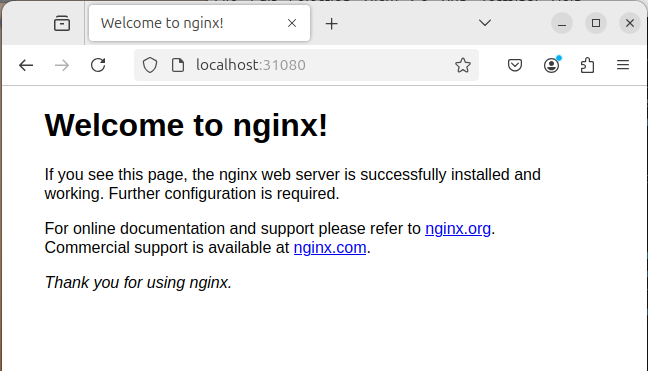 Welcome to nginx!
localhost:31080
Welcome to nginx!
If you see this page, the nginx web server is successfully installed and
working. Further configuration is required.
For online documentation and support please refer to nginx.org.
Commercial support is available at nginx.com.
Thank you for using nginx.